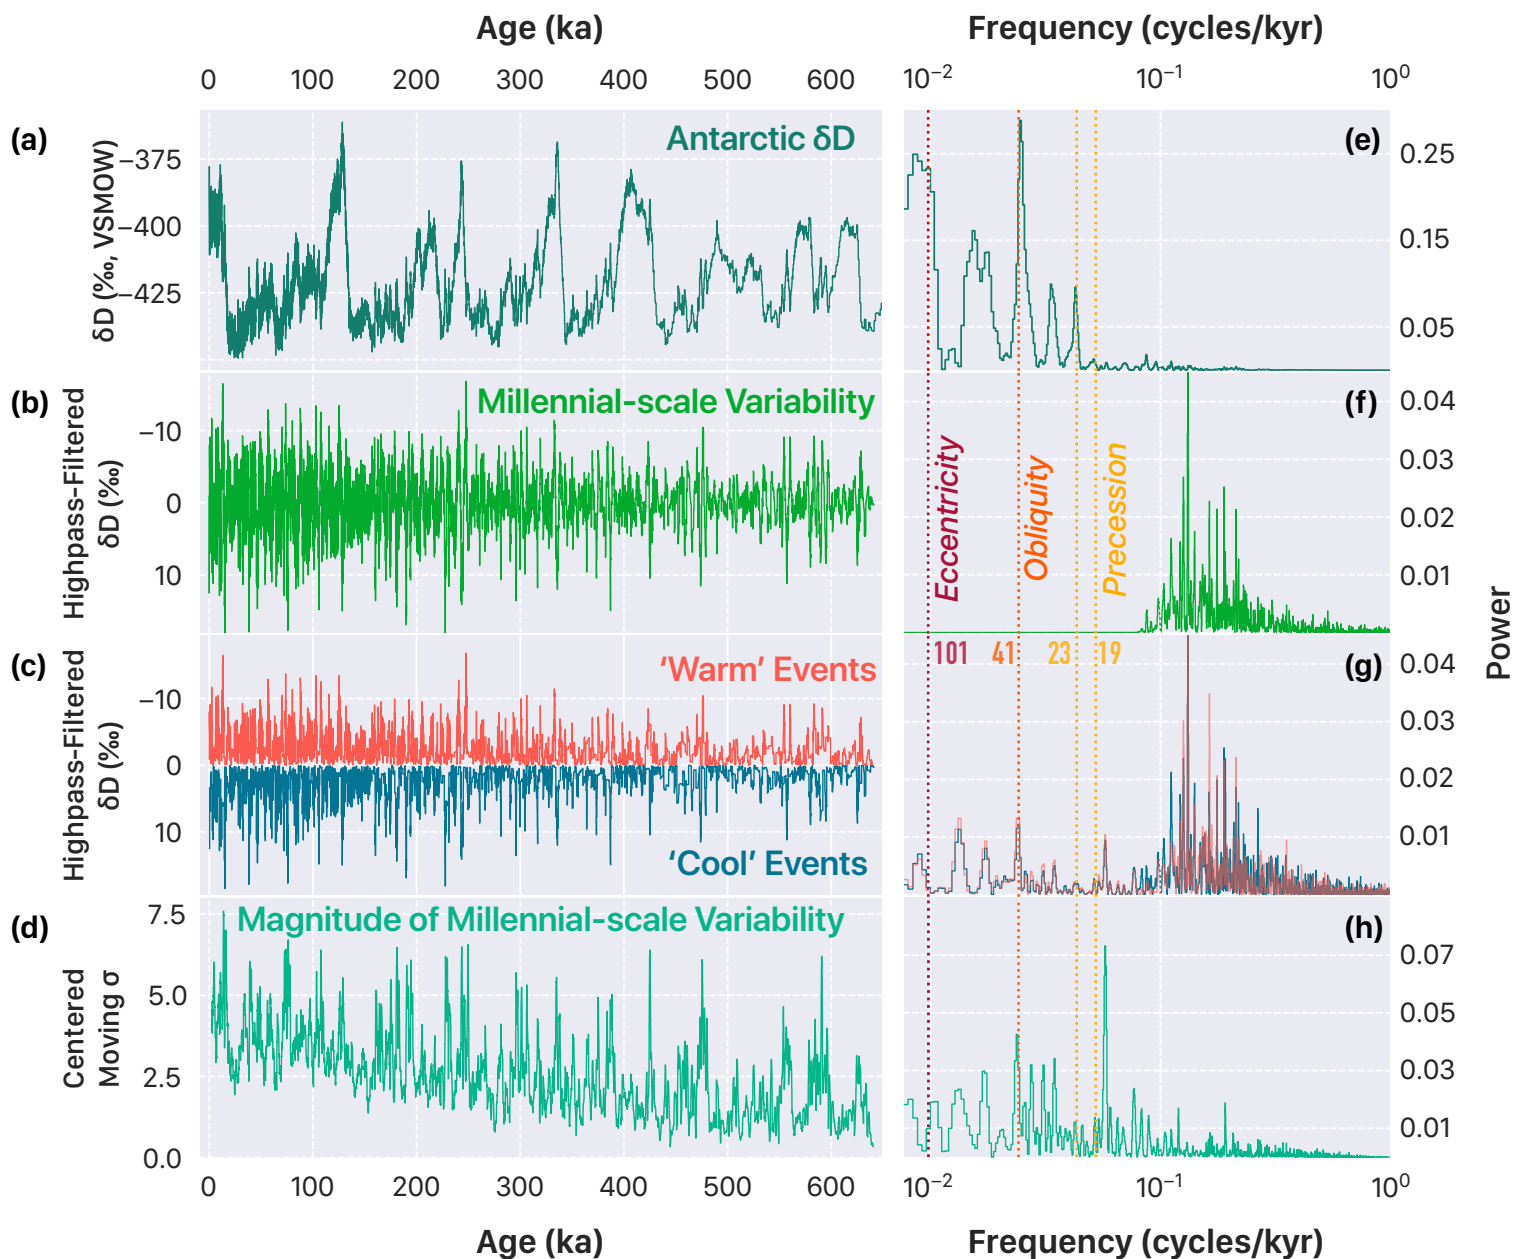 Age (ka)
Frequency (cycles/kyr)
0 100 200 300 400 500 600
10⁻² 10⁻¹ 10⁰
(a)
δD (‰, VSMOW)
−375
−400
−425
Antarctic δD
(e)
0.25
0.15
0.05
(b)
Highpass-Filtered
δD (‰)
−10
0
10
Millennial-scale Variability
(f)
Eccentricity
Obliquity
Precession
0.04
0.03
0.02
0.01
Power
(c)
Highpass-Filtered
δD (‰)
−10
0
10
‘Warm’ Events
‘Cool’ Events
101 41 23 19
(g)
0.04
0.03
0.02
0.01
(d)
Centered
Moving σ
7.5
5.0
2.5
0.0
Magnitude of Millennial-scale Variability
(h)
0.07
0.05
0.03
0.01
0 100 200 300 400 500 600
10⁻² 10⁻¹ 10⁰
Age (ka)
Frequency (cycles/kyr)